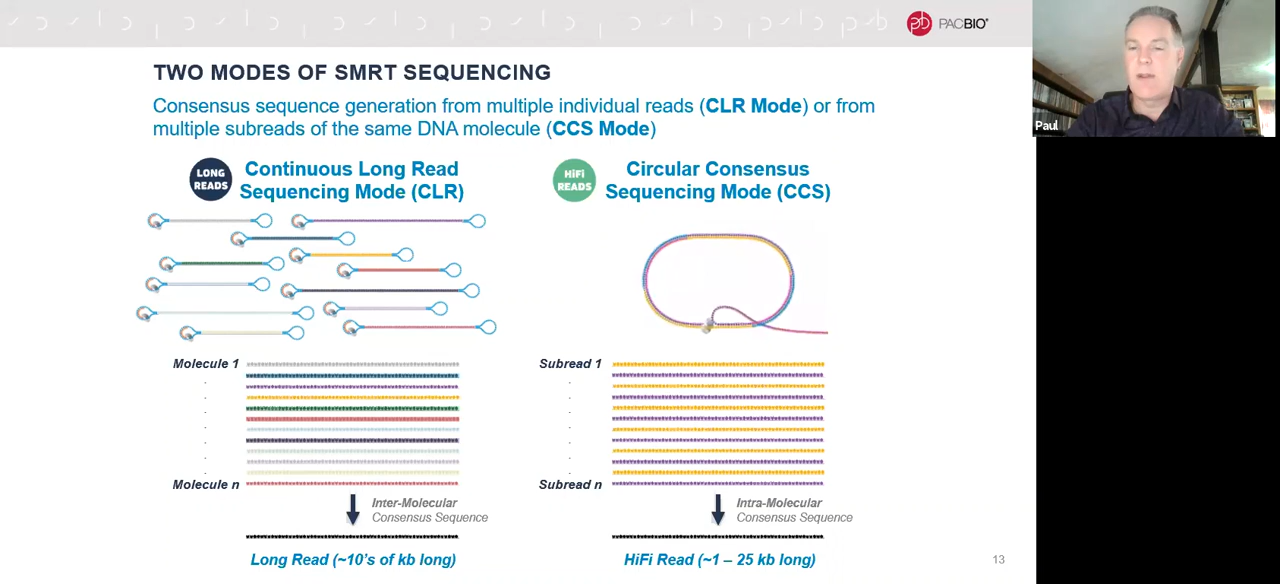 PACBIO®
TWO MODES OF SMRT SEQUENCING
Consensus sequence generation from multiple individual reads (CLR Mode) or from
multiple subreads of the same DNA molecule (CCS Mode)
LONG
READS
Continuous Long Read
Sequencing Mode (CLR)
HiFi
READS
Circular Consensus
Sequencing Mode (CCS)
Molecule 1
Molecule n
Inter-Molecular
Consensus Sequence
Long Read (~10's of kb long)
Subread 1
Subread n
Intra-Molecular
Consensus Sequence
HiFi Read (~1 – 25 kb long)
13
Paul